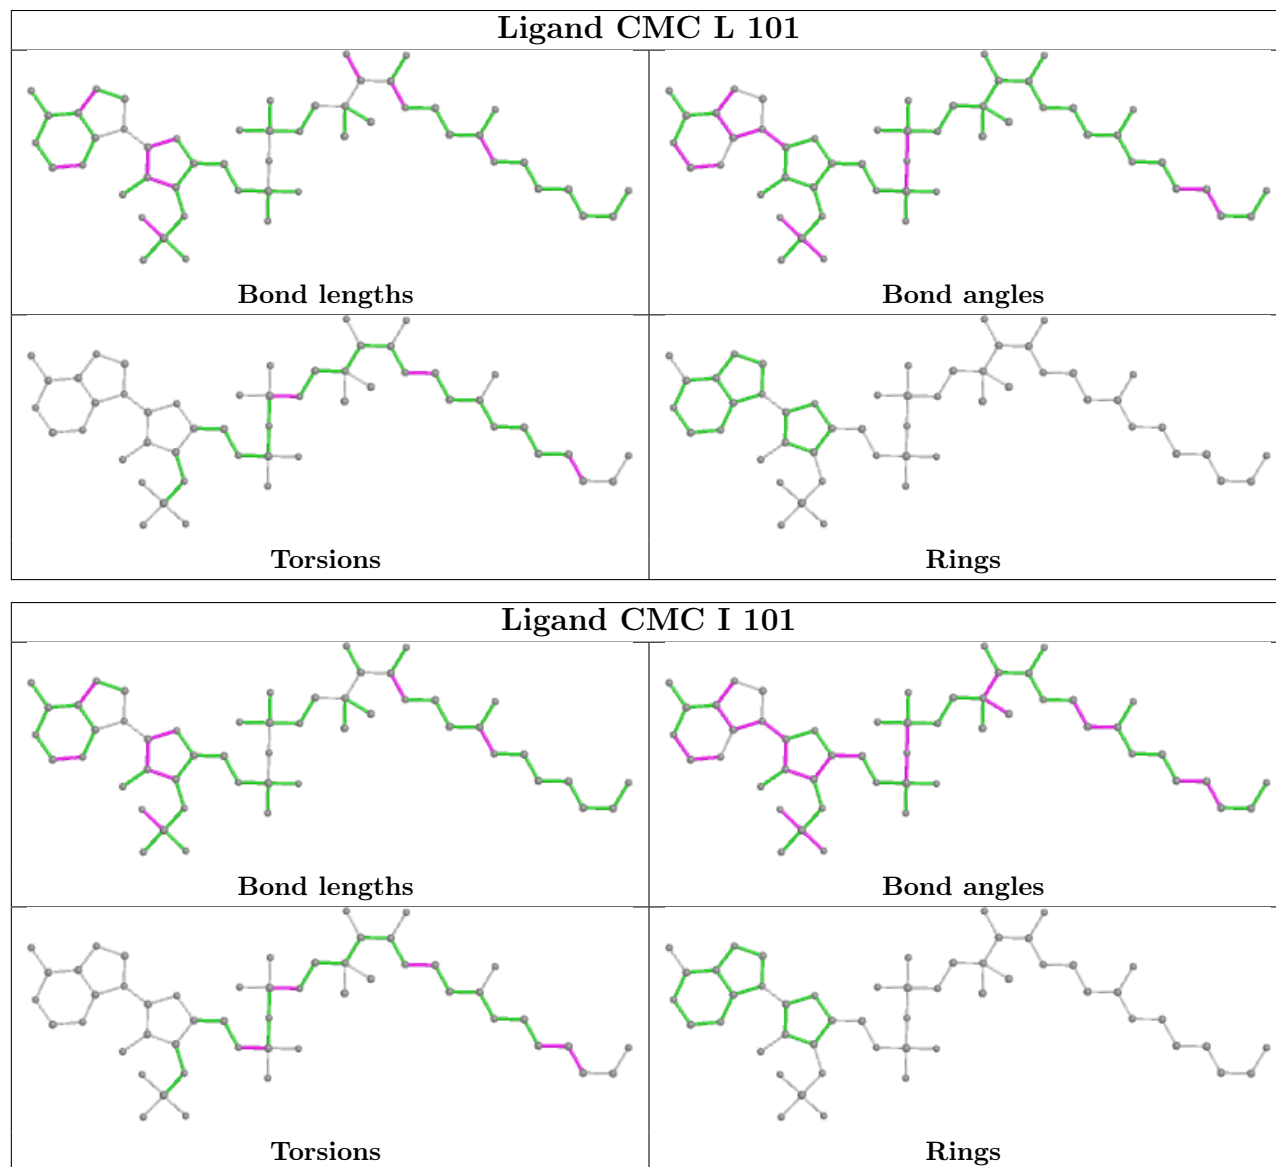 Ligand CMC L 101
Bond lengths
Bond angles
Torsions
Rings
Ligand CMC I 101
Bond lengths
Bond angles
Torsions
Rings